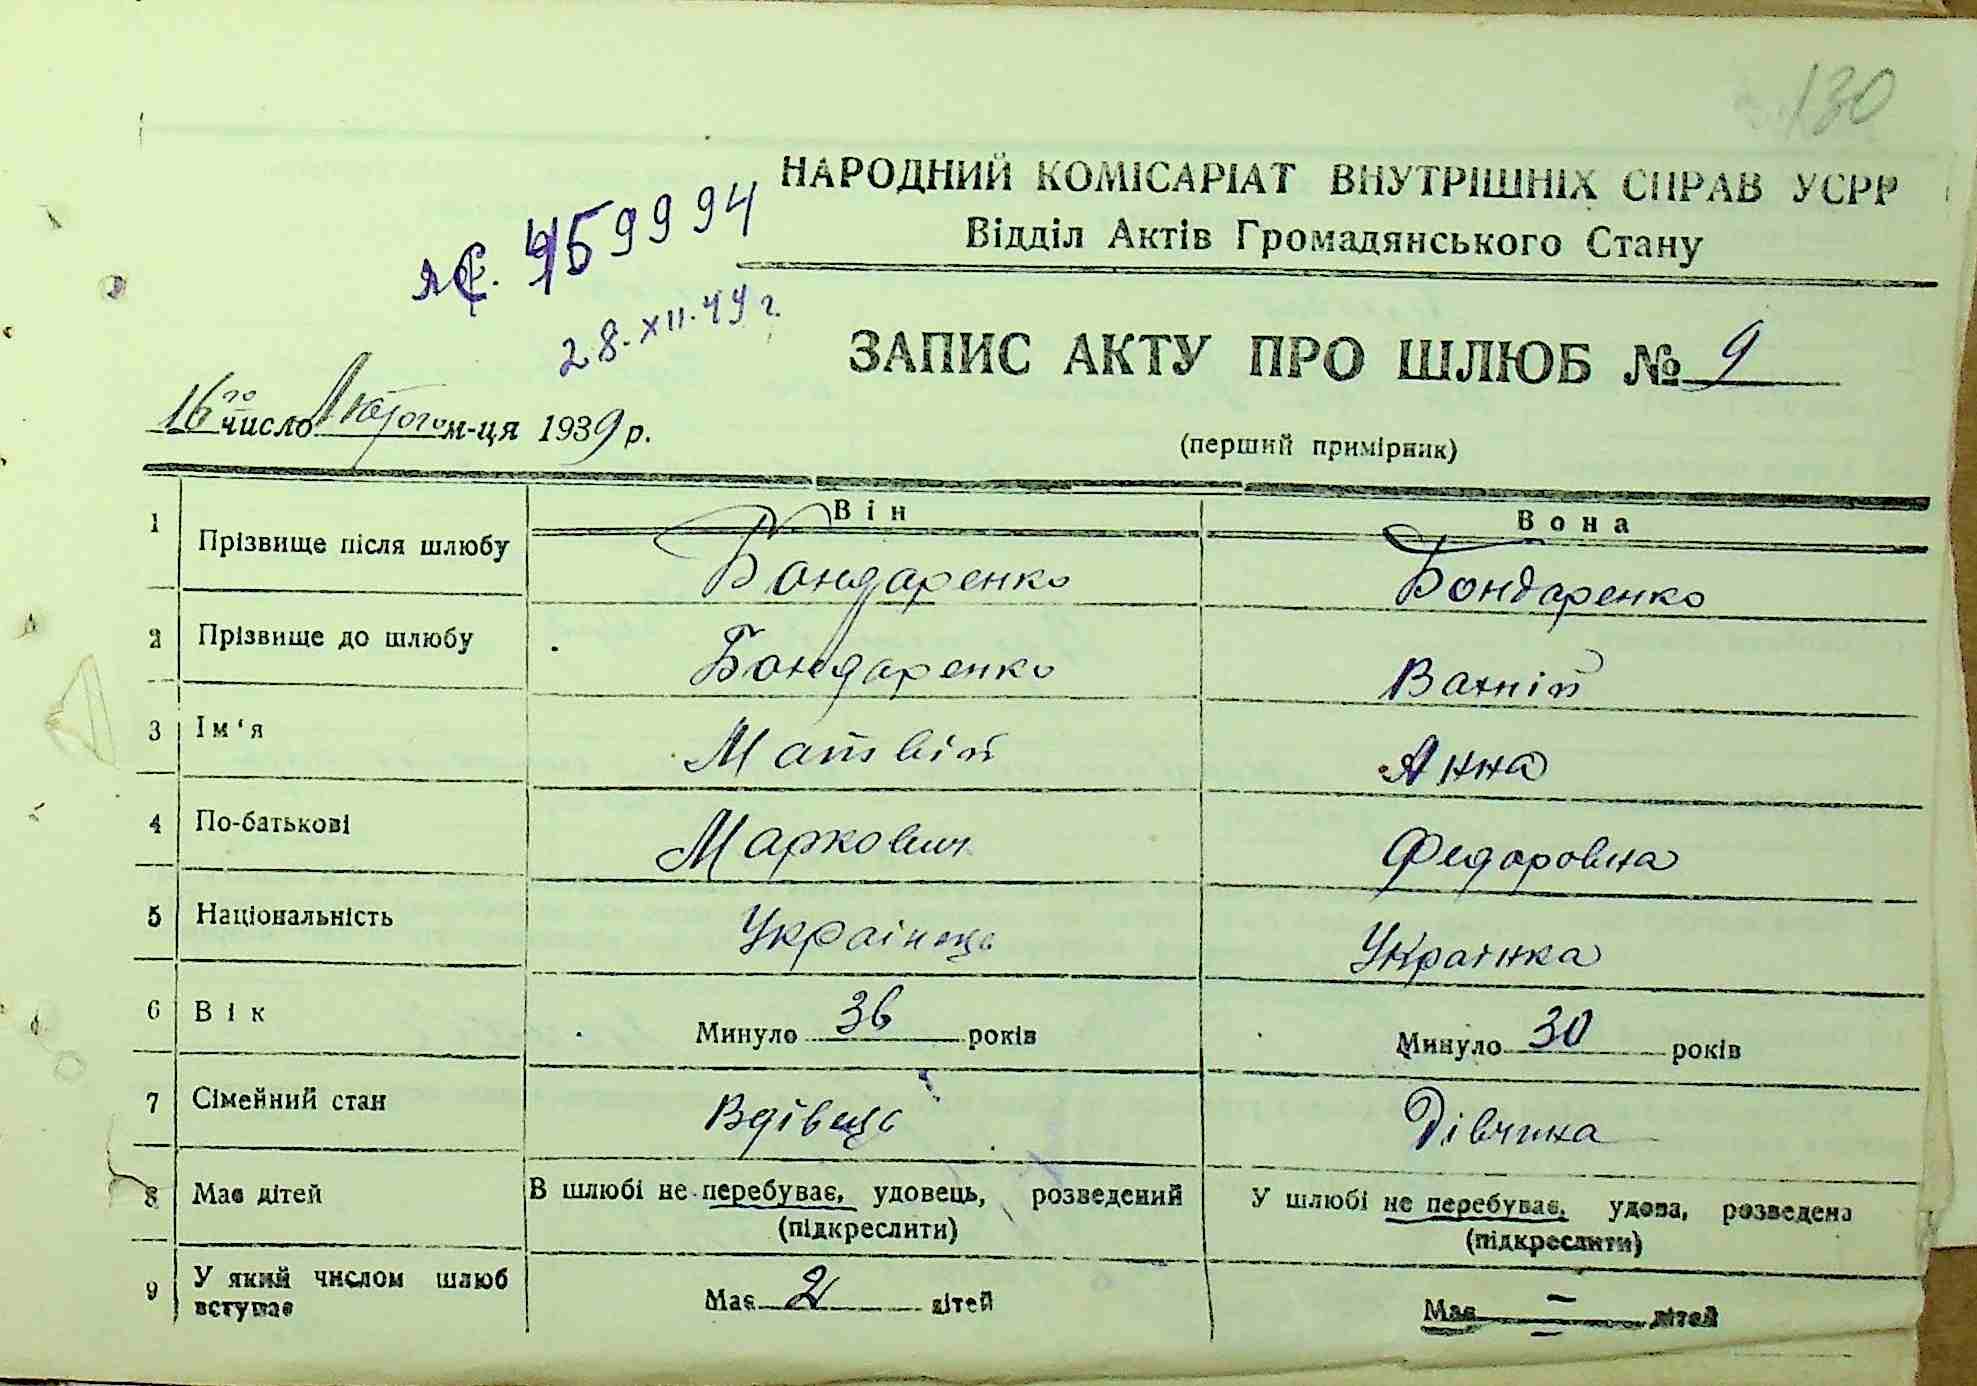 130
НАРОДНИЙ КОМІСАРІАТ ВНУТРІШНІХ СПРАВ УСРР
Відділ Актів Громадянського Стану
459994
28.XII.49 г.
ЗАПИС АКТУ ПРО ШЛЮБ № 9
16го число Лютого м-ця 1939 р.
(перший примірник)
Він Вона
1 Прізвище після шлюбу Бондаренко Бондаренко
2 Прізвище до шлюбу Бондаренко Вахній
3 Ім'я Матвій Анна
4 По-батькові Маркович Федоровна
5 Національність Українець Українка
6 Вік Минуло 36 років Минуло 30 років
7 Сімейний стан Вдівець Дівчина
8 Має дітей В шлюбі не перебуває, удовець, розведений У шлюбі не перебуває, удова, розведена
(підкреслити) (підкреслити)
9 У який числом шлюб вступає Має 2 дітей Має — дітей